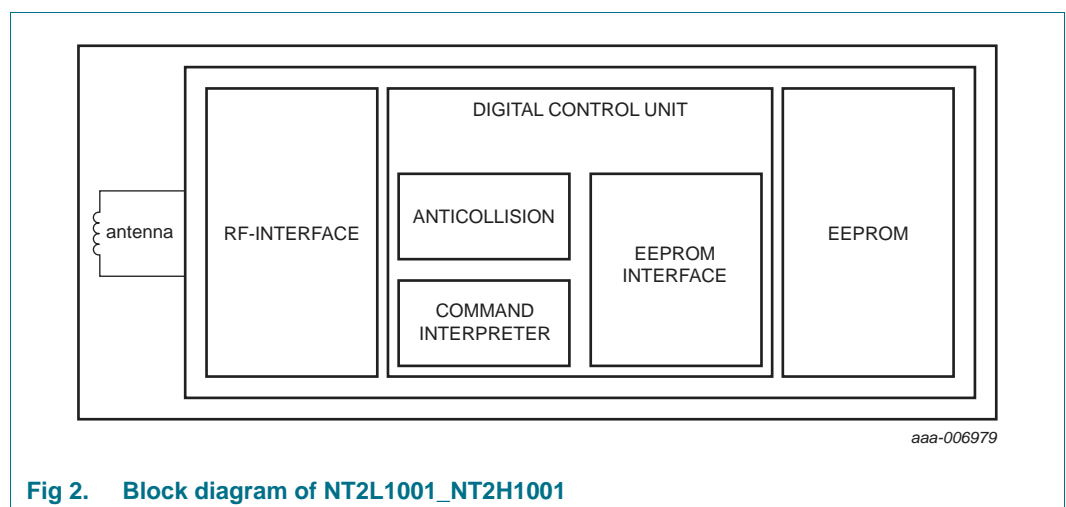 DIGITAL CONTROL UNIT
antenna
RF-INTERFACE
ANTICOLLISION
COMMAND
INTERPRETER
EEPROM
INTERFACE
EEPROM
aaa-006979
Fig 2. Block diagram of NT2L1001_NT2H1001